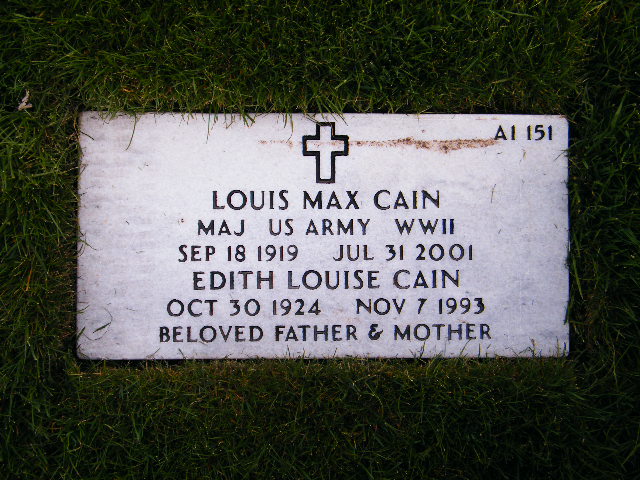 A1 151
LOUIS MAX CAIN
MAJ US ARMY WWII
SEP 18 1919 JUL 31 2001
EDITH LOUISE CAIN
OCT 30 1924 NOV 7 1993
BELOVED FATHER & MOTHER